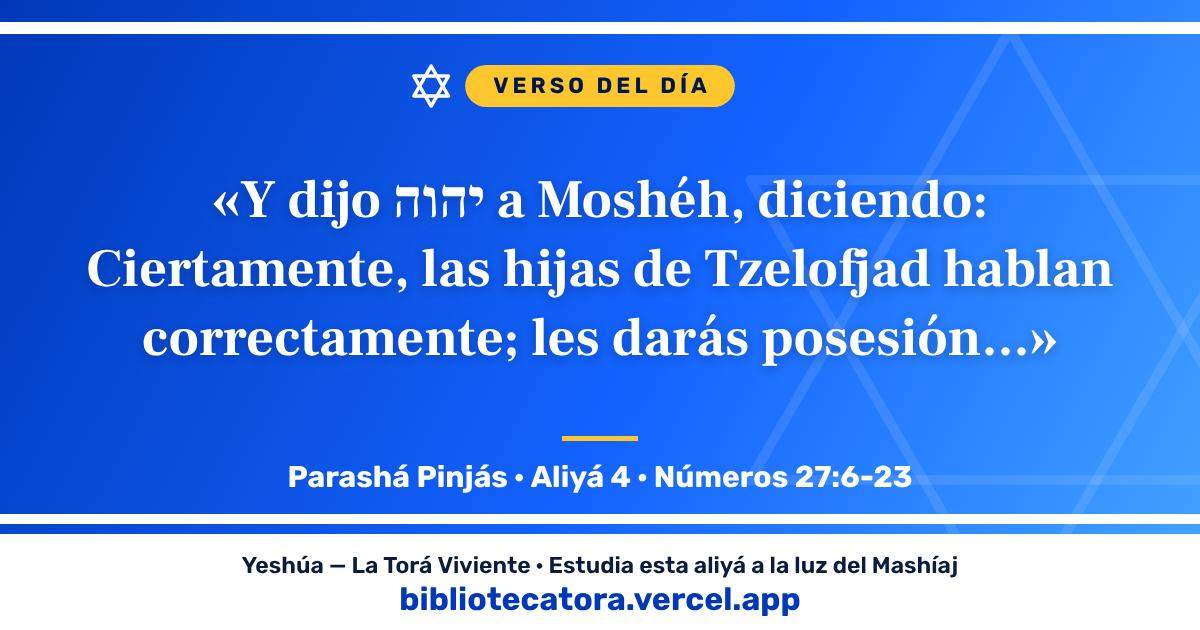 VERSO DEL DÍA
«Y dijo יהוה a Moshéh, diciendo:
Ciertamente, las hijas de Tzelofjad hablan
correctamente; les darás posesión...»
Parashá Pinjás • Aliyá 4 • Números 27:6-23
Yeshúa — La Torá Viviente • Estudia esta aliyá a la luz del Mashíaj
bibliotecatora.vercel.app